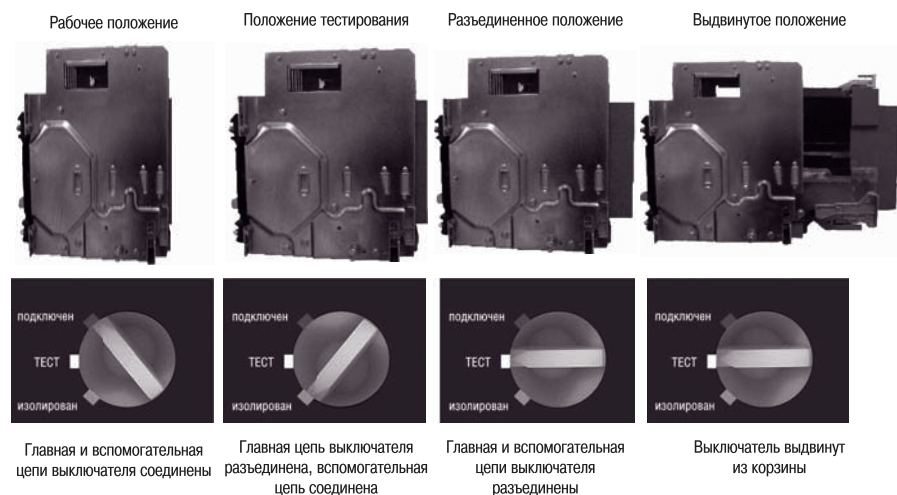 Рабочее положение
Положение тестирования
Разъединенное положение
Выдвинутое положение
подключен
ТЕСТ
изолирован
подключен
ТЕСТ
изолирован
подключен
ТЕСТ
изолирован
подключен
ТЕСТ
изолирован
Главная и вспомогательная
цепи выключателя соединены
Главная цепь выключателя
разъединена, вспомогательная
цепь соединена
Главная и вспомогательная
цепи выключателя
разъединены
Выключатель выдвинут
из корзины